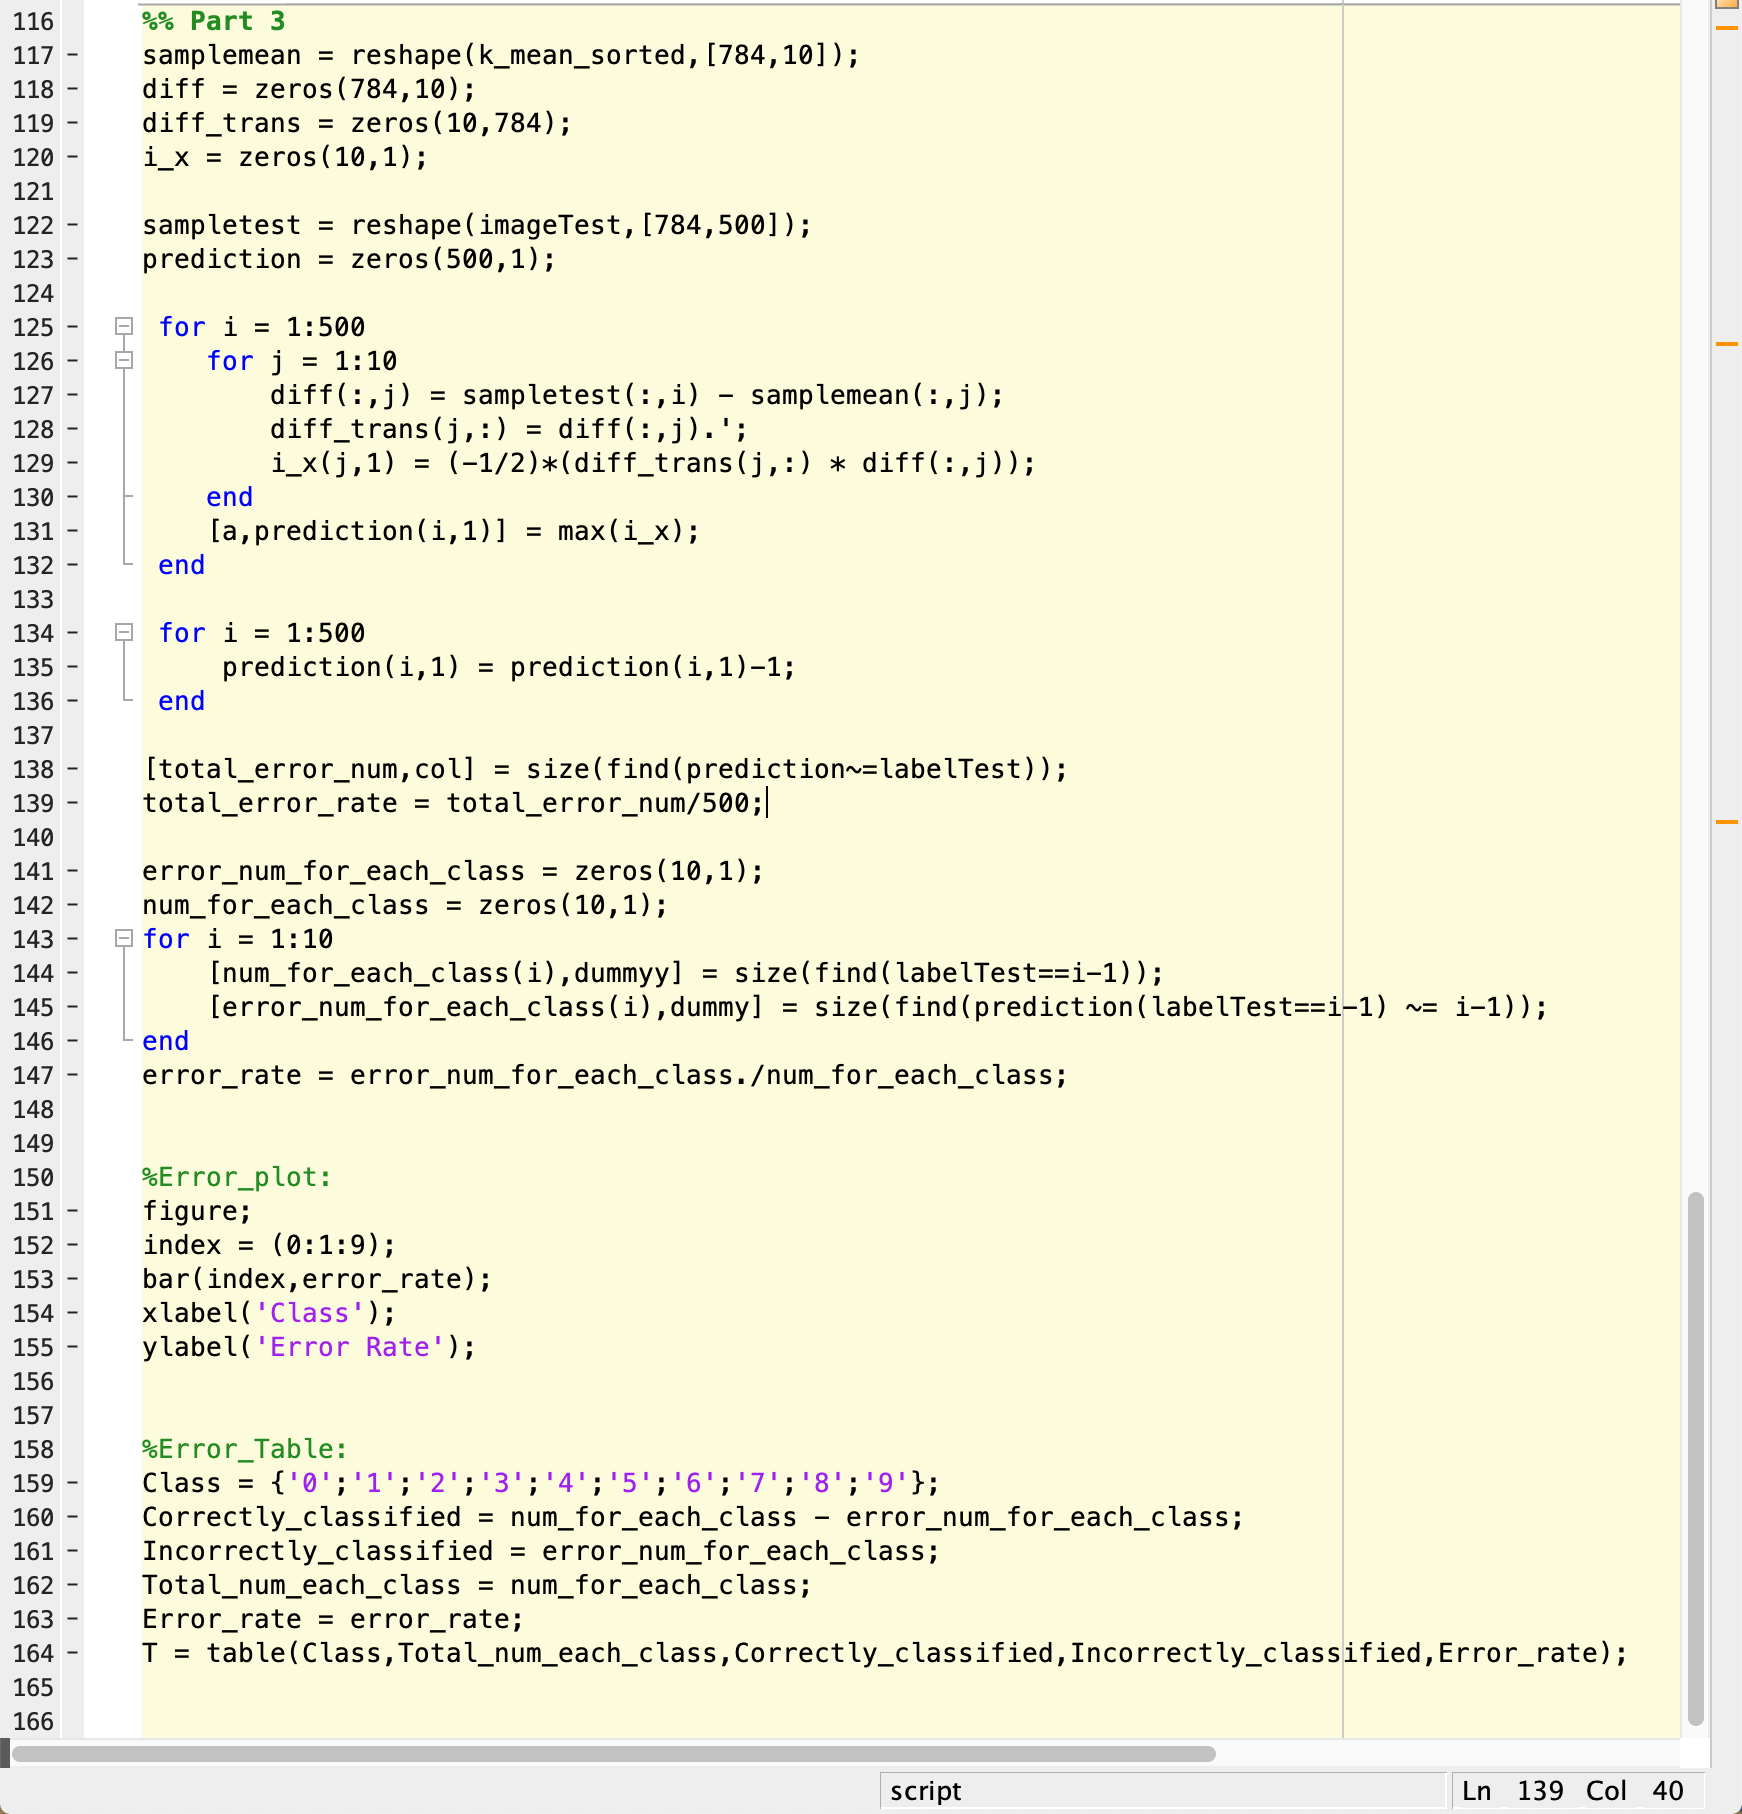 116 %% Part 3
117 - samplemean = reshape(k_mean_sorted,[784,10]);
118 - diff = zeros(784,10);
119 - diff_trans = zeros(10,784);
120 - i_x = zeros(10,1);
121
122 - sampletest = reshape(imageTest,[784,500]);
123 - prediction = zeros(500,1);
124
125 - for i = 1:500
126 - for j = 1:10
127 - diff(:,j) = sampletest(:,i) - samplemean(:,j);
128 - diff_trans(j,:) = diff(:,j).';
129 - i_x(j,1) = (-1/2)*(diff_trans(j,:) * diff(:,j));
130 - end
131 - [a,prediction(i,1)] = max(i_x);
132 - end
133
134 - for i = 1:500
135 - prediction(i,1) = prediction(i,1)-1;
136 - end
137
138 - [total_error_num,col] = size(find(prediction~=labelTest));
139 - total_error_rate = total_error_num/500;
140
141 - error_num_for_each_class = zeros(10,1);
142 - num_for_each_class = zeros(10,1);
143 - for i = 1:10
144 - [num_for_each_class(i),dummyy] = size(find(labelTest==i-1));
145 - [error_num_for_each_class(i),dummy] = size(find(prediction(labelTest==i-1) ~= i-1));
146 - end
147 - error_rate = error_num_for_each_class./num_for_each_class;
148
149
150 %Error_plot:
151 - figure;
152 - index = (0:1:9);
153 - bar(index,error_rate);
154 - xlabel('Class');
155 - ylabel('Error Rate');
156
157
158 %Error_Table:
159 - Class = {'0';'1';'2';'3';'4';'5';'6';'7';'8';'9'};
160 - Correctly_classified = num_for_each_class - error_num_for_each_class;
161 - Incorrectly_classified = error_num_for_each_class;
162 - Total_num_each_class = num_for_each_class;
163 - Error_rate = error_rate;
164 - T = table(Class,Total_num_each_class,Correctly_classified,Incorrectly_classified,Error_rate);
165
166
script Ln 139 Col 40